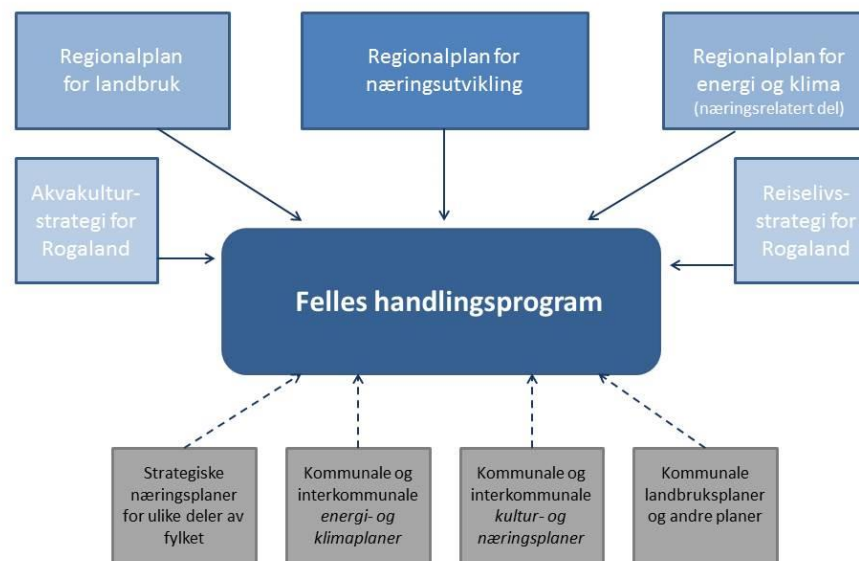 Regionalplan
for landbruk
Regionalplan for
næringsutvikling
Regionalplan for
energi og klima
(næringsrelatert del)
Akvakultur-
strategi for
Rogaland
Reiselivs-
strategi for
Rogaland
Felles handlingsprogram
Strategiske
næringsplaner
for ulike deler av
fylket
Kommunale og
interkommunale
energi- og
klimaplaner
Kommunale og
interkommunale
kultur- og
næringsplaner
Kommunale
landbruksplaner
og andre planer